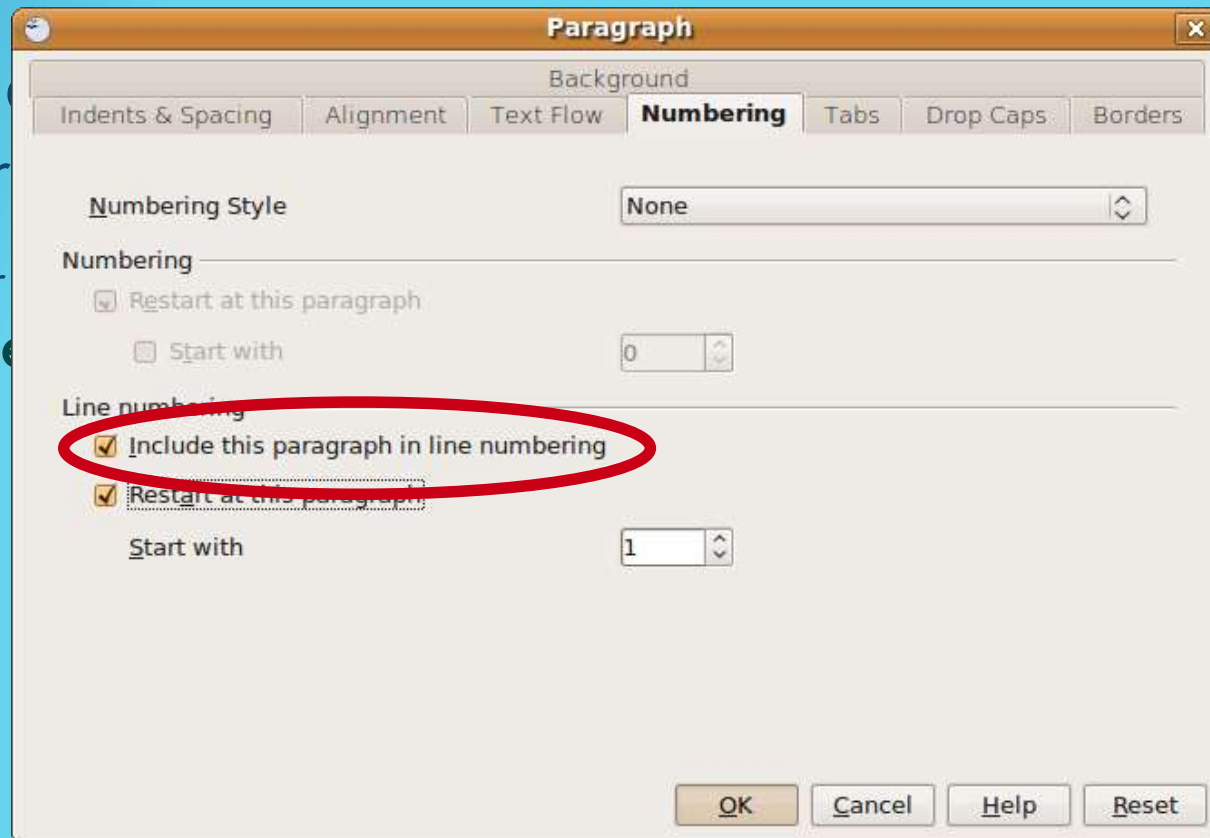 Paragraph
Background
Indents & Spacing Alignment Text Flow Numbering Tabs Drop Caps Borders
Numbering Style None
Numbering
Restart at this paragraph
Start with 0
Line numbering
Include this paragraph in line numbering
Restart at this paragraph
Start with 1
OK Cancel Help Reset